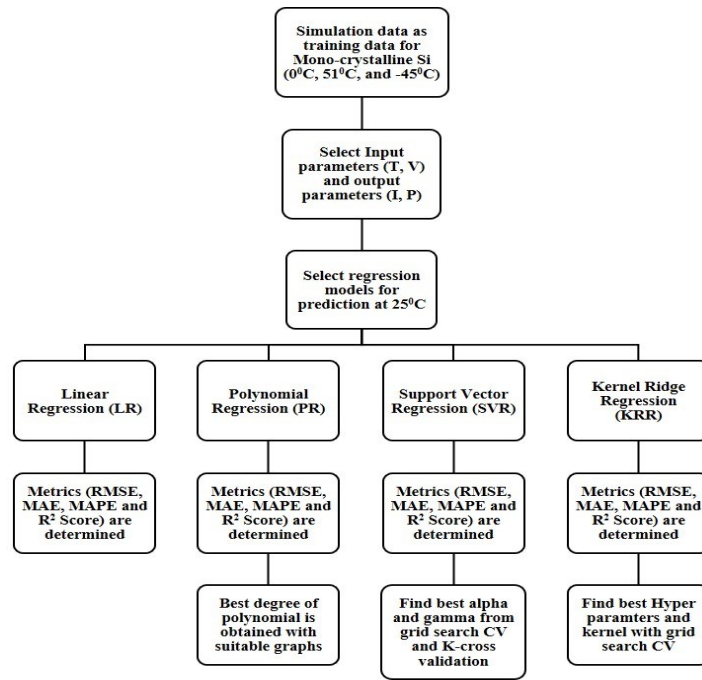 Simulation data as
training data for
Mono-crystalline Si
(0⁰C, 51⁰C, and -45⁰C)
Select Input
parameters (T, V)
and output
parameters (I, P)
Select regression
models for
prediction at 25⁰C
Linear
Regression (LR)
Polynomial
Regression (PR)
Support Vector
Regression (SVR)
Kernel Ridge
Regression
(KRR)
Metrics (RMSE,
MAE, MAPE and
R² Score) are
determined
Metrics (RMSE,
MAE, MAPE and
R² Score) are
determined
Metrics (RMSE,
MAE, MAPE and
R² Score) are
determined
Metrics (RMSE,
MAE, MAPE and
R² Score) are
determined
Best degree of
polynomial is
obtained with
suitable graphs
Find best alpha
and gamma from
grid search CV
and K-cross
validation
Find best Hyper
paramters and
kernel with grid
search CV